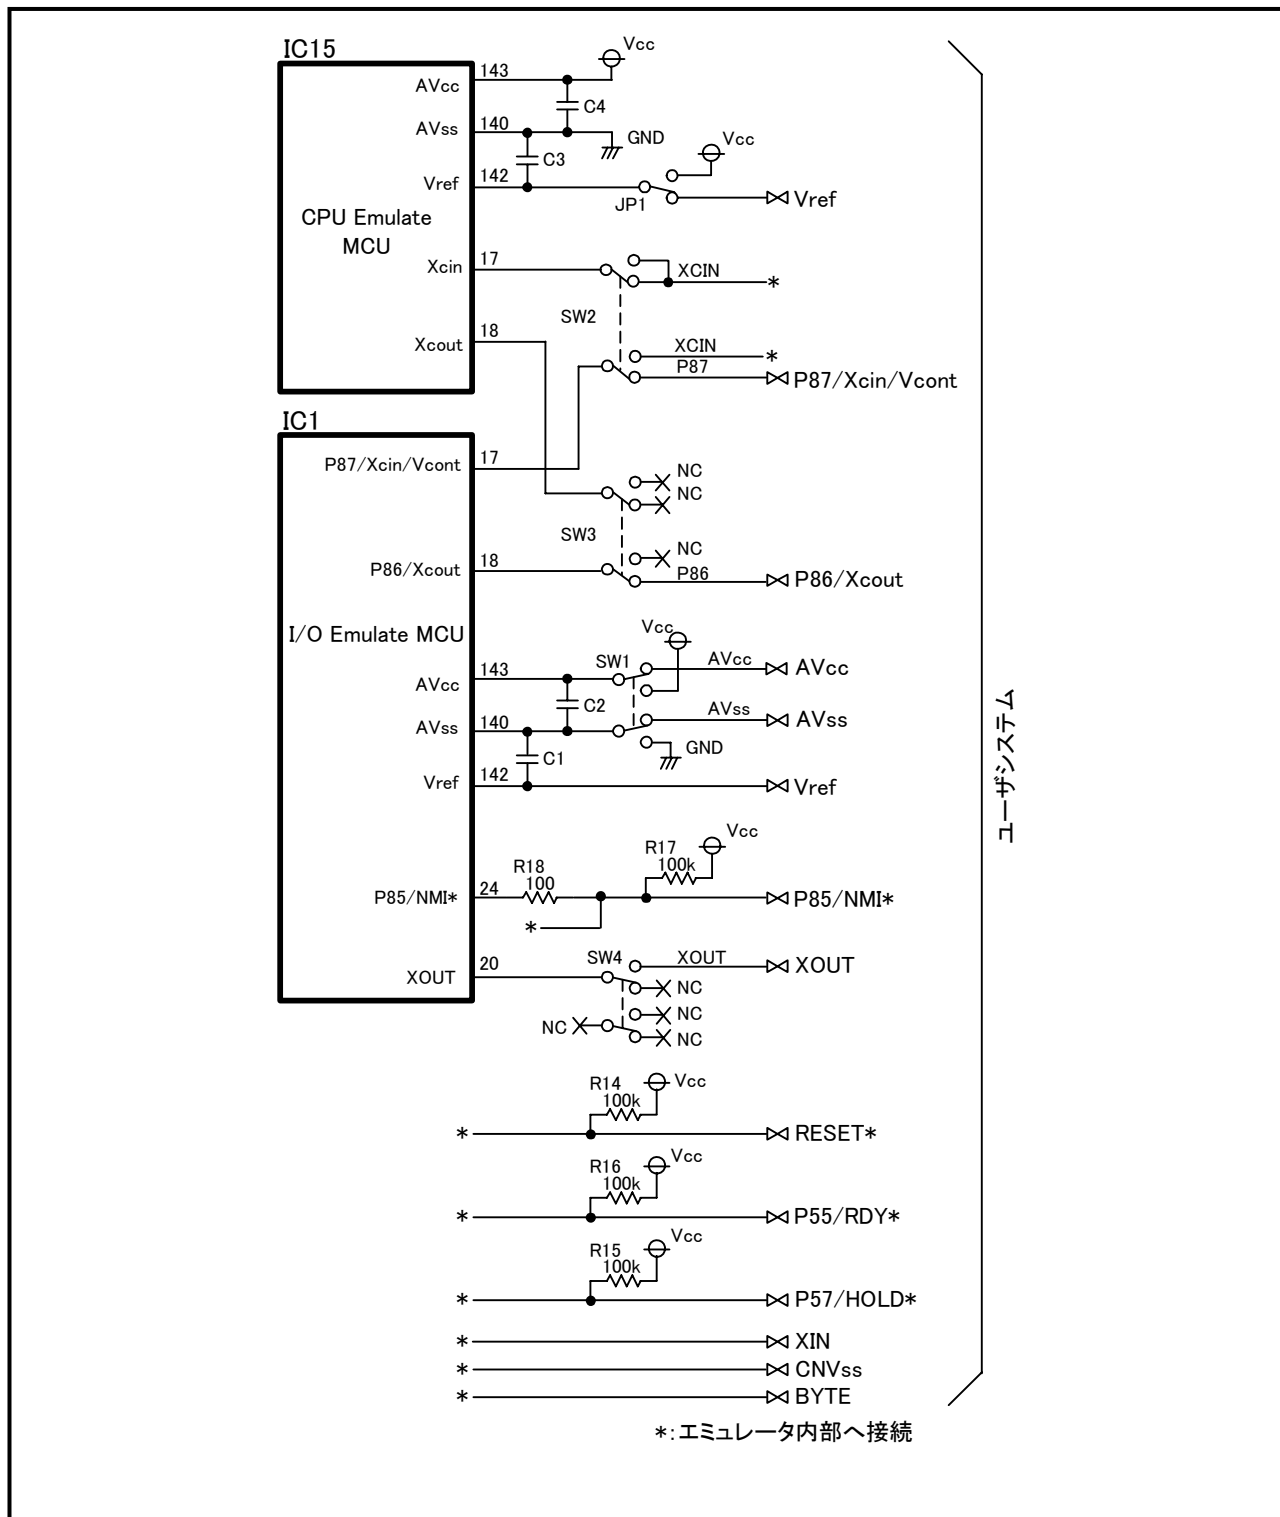 IC15
143
Vcc
AVcc
C4
AVss
140
GND
C3
Vcc
Vref
142
JP1
Vref
CPU Emulate
MCU
Xcin
17
XCIN
*
SW2
Xcout
18
XCIN
*
P87
P87/Xcin/Vcont
IC1
P87/Xcin/Vcont
17
NC
NC
SW3
NC
P86/Xcout
18
P86
P86/Xcout
I/O Emulate MCU
Vcc
AVcc
143
SW1
AVcc
AVcc
C2
AVss
140
AVss
AVss
C1
GND
Vref
142
Vref
Vcc
R18
100
R17
100k
P85/NMI*
24
P85/NMI*
*
XOUT
20
SW4
XOUT
XOUT
NC
NC
NC
NC
R14
100k
Vcc
*
RESET*
R16
100k
Vcc
*
P55/RDY*
R15
100k
Vcc
*
P57/HOLD*
*
XIN
*
CNVss
*
BYTE
ユーザシステム
*:エミュレータ内部へ接続